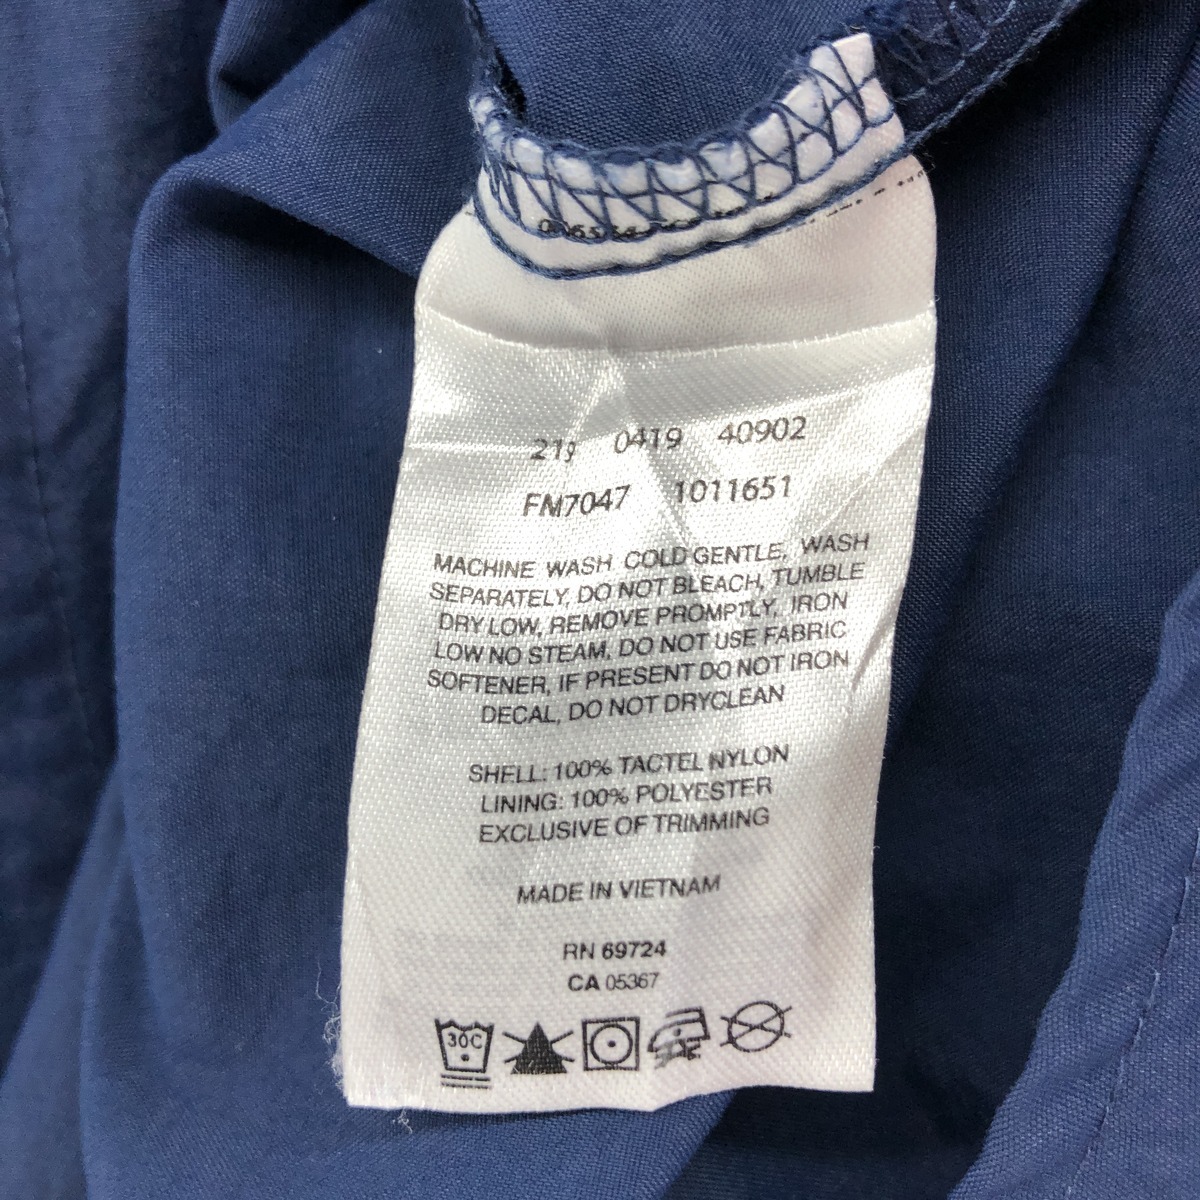 0419 40902
FM7047 1011651
MACHINE WASH COLD GENTLE, WASH
SEPARATELY, DO NOT BLEACH, TUMBLE
DRY LOW, REMOVE PROMPTLY, IRON
LOW NO STEAM, DO NOT USE FABRIC
SOFTENER, IF PRESENT DO NOT IRON
DECAL, DO NOT DRYCLEAN
SHELL: 100% TACTEL NYLON
LINING: 100% POLYESTER
EXCLUSIVE OF TRIMMING
MADE IN VIETNAM
RN 69724
CA 05367
30C